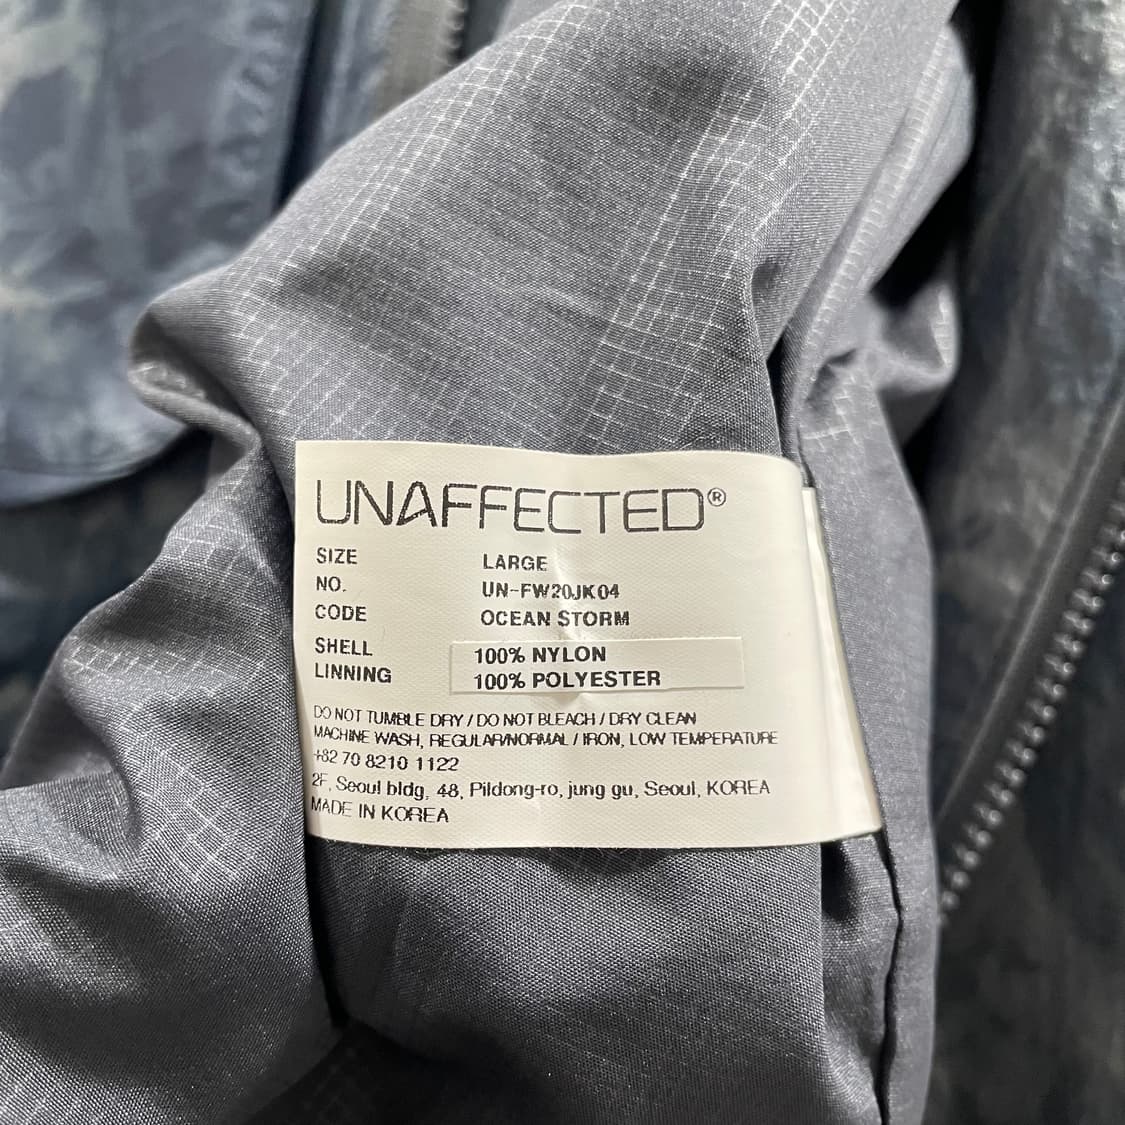 UNAFFECTED®
SIZE LARGE
NO. UN-FW20JK04
CODE OCEAN STORM
SHELL 100% NYLON
LINNING 100% POLYESTER
DO NOT TUMBLE DRY / DO NOT BLEACH / DRY CLEAN
MACHINE WASH, REGULAR/NORMAL / IRON, LOW TEMPERATURE
+82 70 8210 1122
2F, Seoul bldg, 48, Pildong-ro, jung gu, Seoul, KOREA
MADE IN KOREA